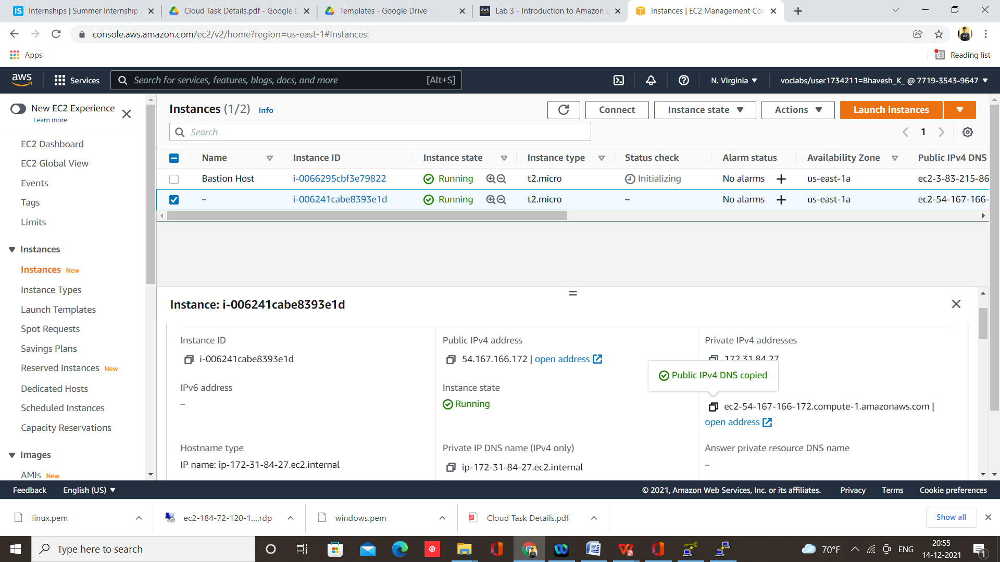 Internships | Summer Internship 2
Cloud Task Details.pdf - Google D
Templates - Google Drive
Lab 3 - Introduction to Amazon E
Instances | EC2 Management Con
console.aws.amazon.com/ec2/v2/home?region=us-east-1#Instances:
Apps
Reading list
aws
Services
Search for services, features, blogs, docs, and more
[Alt+S]
N. Virginia
voclabs/user1734211=Bhavesh_K_ @ 7719-3543-9647
New EC2 Experience
Learn more
EC2 Dashboard
EC2 Global View
Events
Tags
Limits
Instances
Instances New
Instance Types
Launch Templates
Spot Requests
Savings Plans
Reserved Instances New
Dedicated Hosts
Scheduled Instances
Capacity Reservations
Images
AMIs New
Instances (1/2) Info
Connect
Instance state
Actions
Launch instances
Search
1
Name Instance ID Instance state Instance type Status check Alarm status Availability Zone Public IPv4 DNS
Bastion Host i-0066295cbf3e79822 Running t2.micro Initializing No alarms + us-east-1a ec2-3-83-215-86
– i-006241cabe8393e1d Running t2.micro – No alarms + us-east-1a ec2-54-167-166-
Instance: i-006241cabe8393e1d
Instance ID
i-006241cabe8393e1d
Public IPv4 address
54.167.166.172 | open address
Private IPv4 addresses
172.31.84.27
Public IPv4 DNS copied
IPv6 address
–
Instance state
Running
ec2-54-167-166-172.compute-1.amazonaws.com |
open address
Hostname type
IP name: ip-172-31-84-27.ec2.internal
Private IP DNS name (IPv4 only)
ip-172-31-84-27.ec2.internal
Answer private resource DNS name
–
Feedback
English (US)
© 2021, Amazon Web Services, Inc. or its affiliates.
Privacy
Terms
Cookie preferences
linux.pem
ec2-184-72-120-1....rdp
windows.pem
Cloud Task Details.pdf
Show all
Type here to search
70°F
ENG
20:55
14-12-2021
1